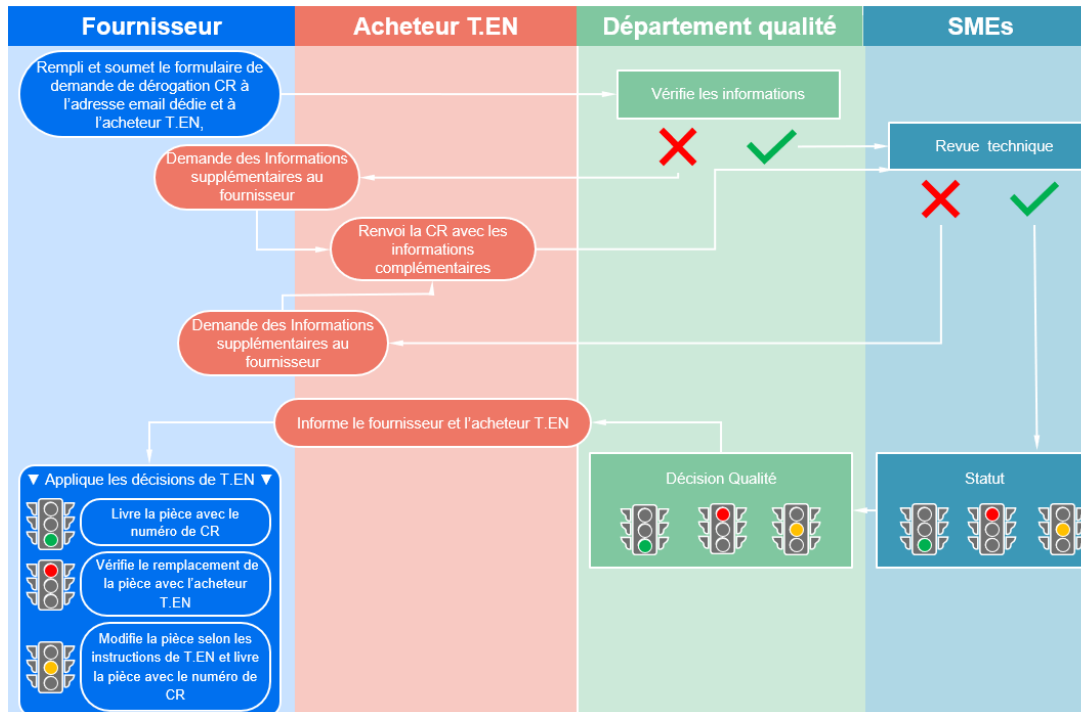 Fournisseur
Acheteur T.EN
Département qualité
SMEs
Rempli et soumet le formulaire de
demande de dérogation CR à
l'adresse email dédie et à
l'acheteur T.EN,
Vérifie les informations
Revue technique
Demande des Informations
supplémentaires au
fournisseur
Renvoi la CR avec les
informations
complémentaires
Demande des Informations
supplémentaires au
fournisseur
Informe le fournisseur et l'acheteur T.EN
▼ Applique les décisions de T.EN ▼
Livre la pièce avec le
numéro de CR
Vérifie le remplacement de
la pièce avec l'acheteur
T.EN
Modifie la pièce selon les
instructions de T.EN et livre
la pièce avec le numéro de
CR
Décision Qualité
Statut